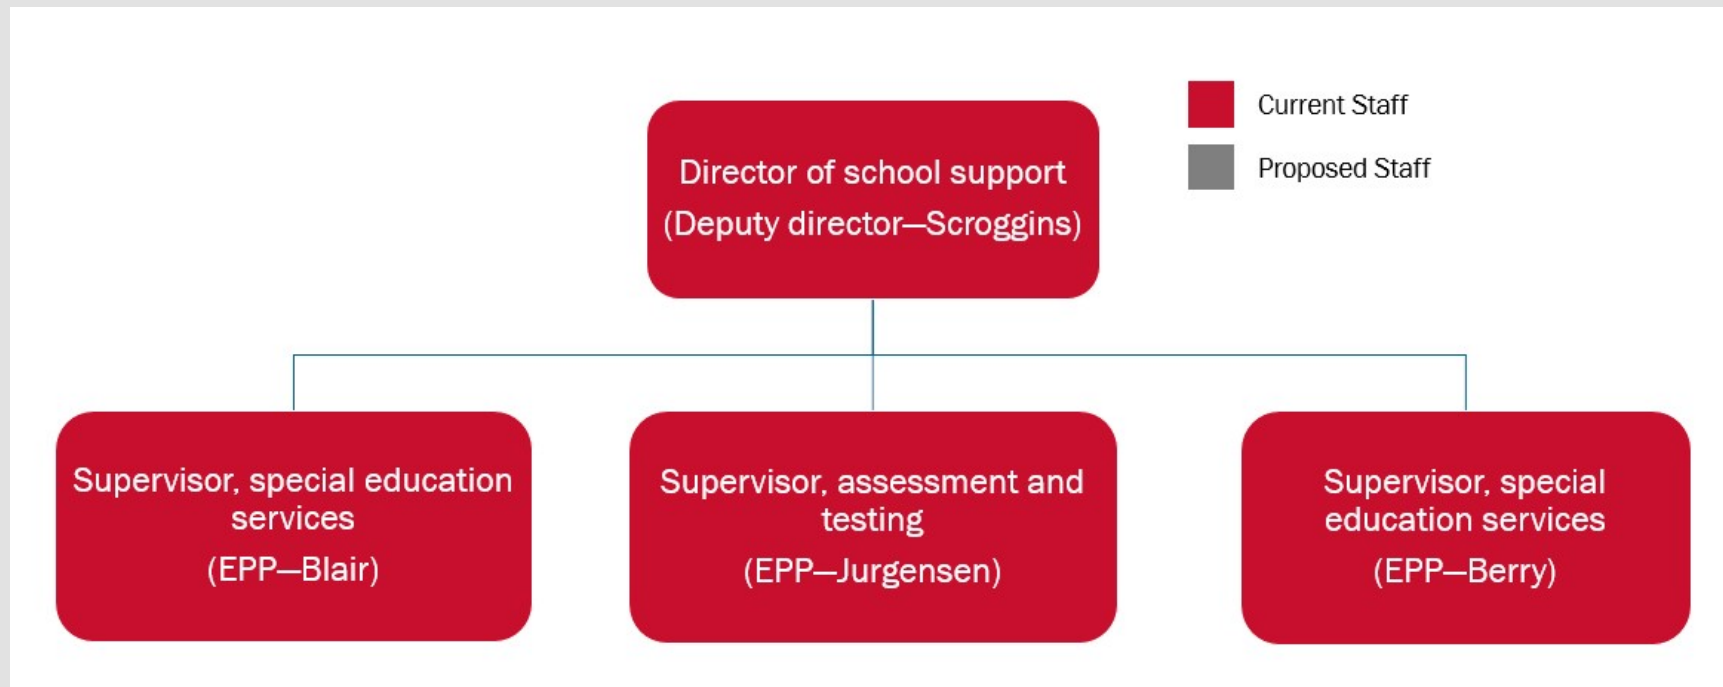 Current Staff
Proposed Staff
Director of school support
(Deputy director—Scroggins)
Supervisor, special education
services
(EPP—Blair)
Supervisor, assessment and
testing
(EPP—Jurgensen)
Supervisor, special
education services
(EPP—Berry)